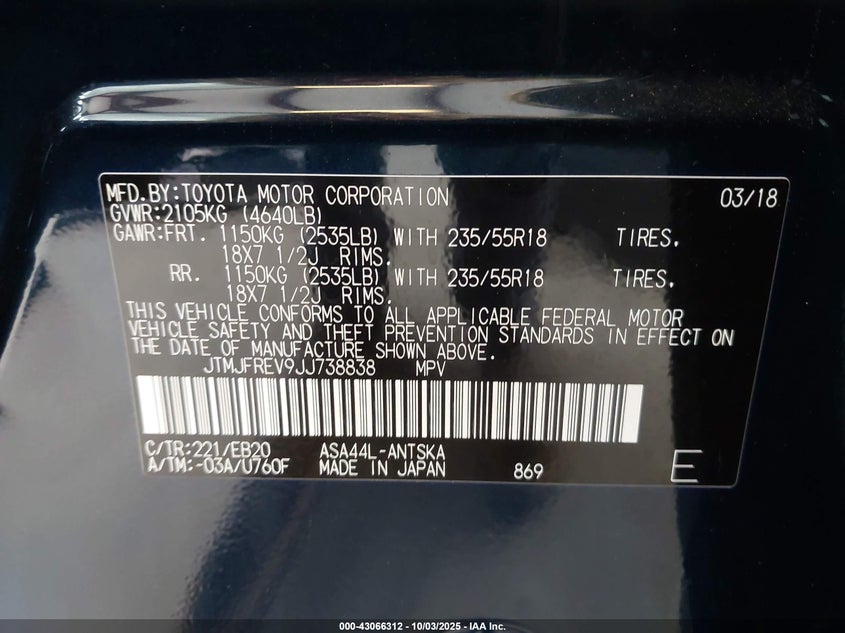 MFD.BY:TOYOTA MOTOR CORPORATION 03/18
GVWR:2105KG (4640LB)
GAWR:FRT. 1150KG (2535LB) WITH 235/55R18 TIRES.
18X7 1/2J RIMS.
RR. 1150KG (2535LB) WITH 235/55R18 TIRES.
18X7 1/2J RIMS.
THIS VEHICLE CONFORMS TO ALL APPLICABLE FEDERAL MOTOR
VEHICLE SAFETY AND THEFT PREVENTION STANDARDS IN EFFECT ON
THE DATE OF MANUFACTURE SHOWN ABOVE.
JTMJFREV9JJ738838 MPV
C/TR:221/EB20 ASA44L-ANTSKA
A/TM:-03A/U760F MADE IN JAPAN 869 E
000-43066312 - 10/03/2025 - IAA Inc.